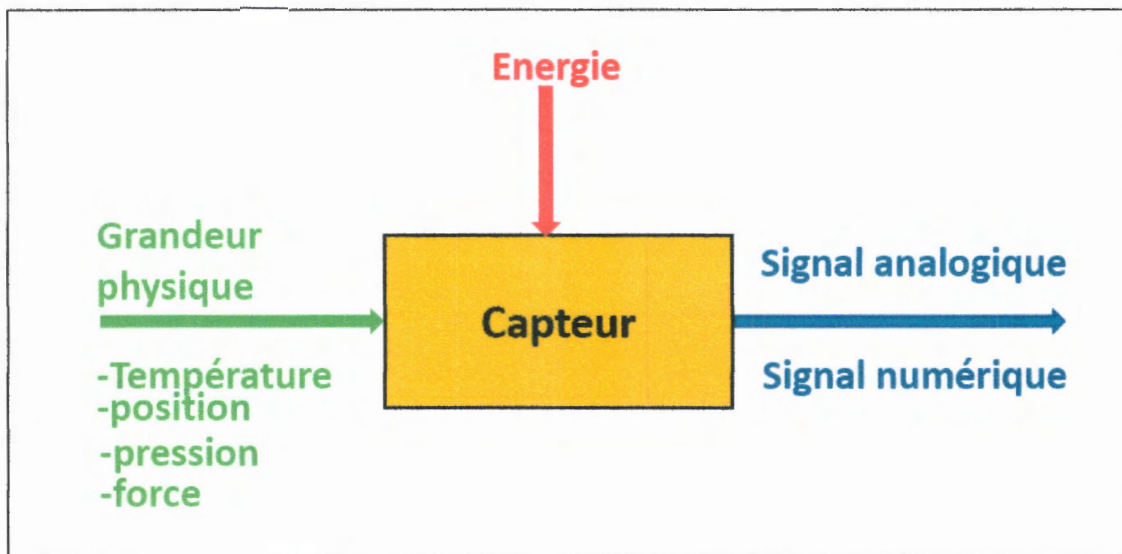 Energie
Grandeur
physique
-Température
-position
-pression
-force
Capteur
Signal analogique
Signal numérique